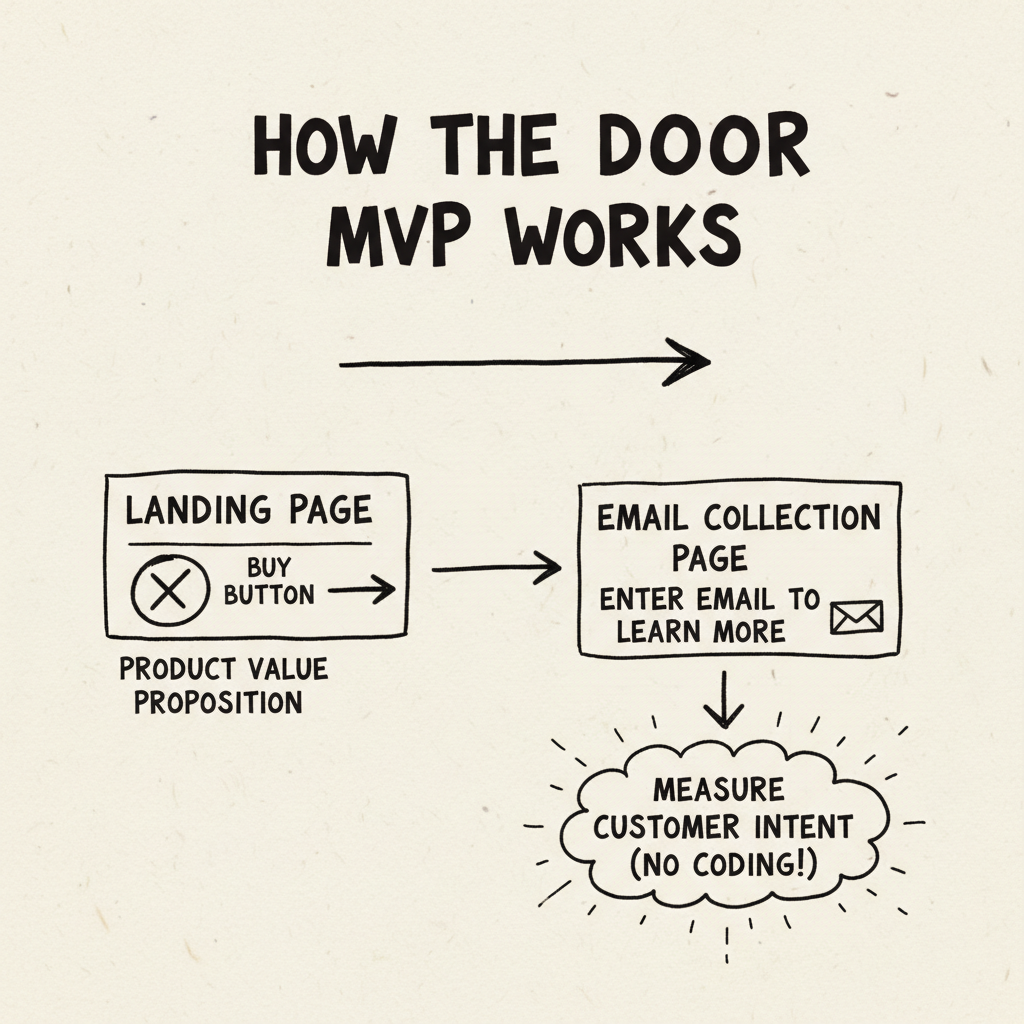 HOW THE DOOR
MVP WORKS
LANDING PAGE
BUY
BUTTON
PRODUCT VALUE
PROPOSITION
EMAIL COLLECTION
PAGE
ENTER EMAIL TO
LEARN MORE
MEASURE
CUSTOMER INTENT
(NO CODING!)